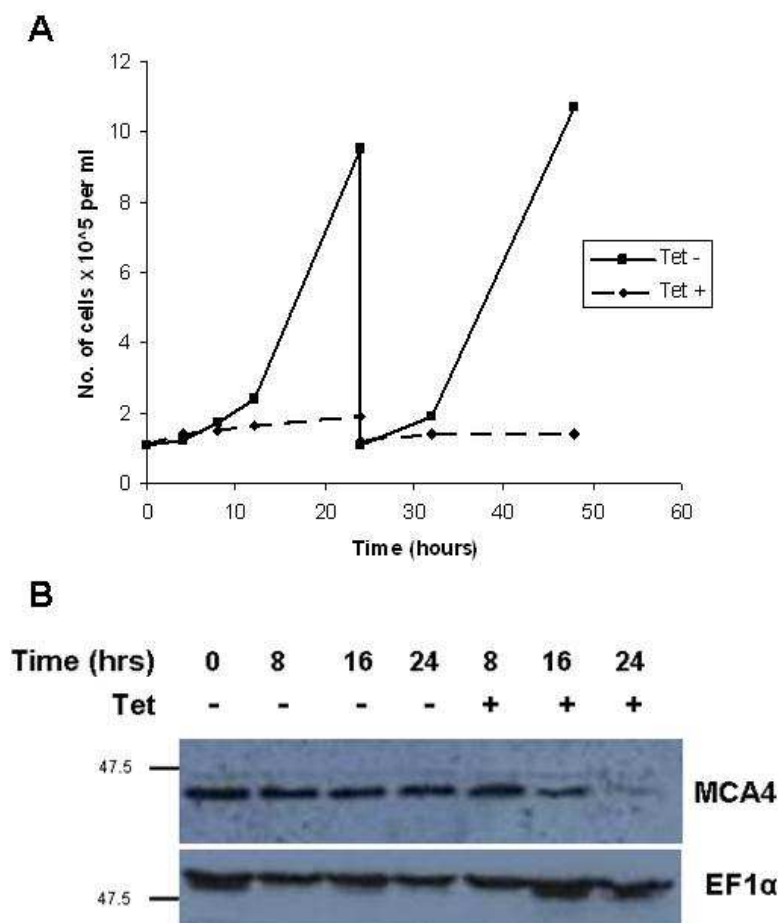 A
No. of cells x 10^5 per ml
12
10
8
6
4
2
0
0 10 20 30 40 50 60
Time (hours)
Tet -
Tet +
B
Time (hrs) 0 8 16 24 8 16 24
Tet - - - - + + +
47.5
MCA4
47.5
EF1α